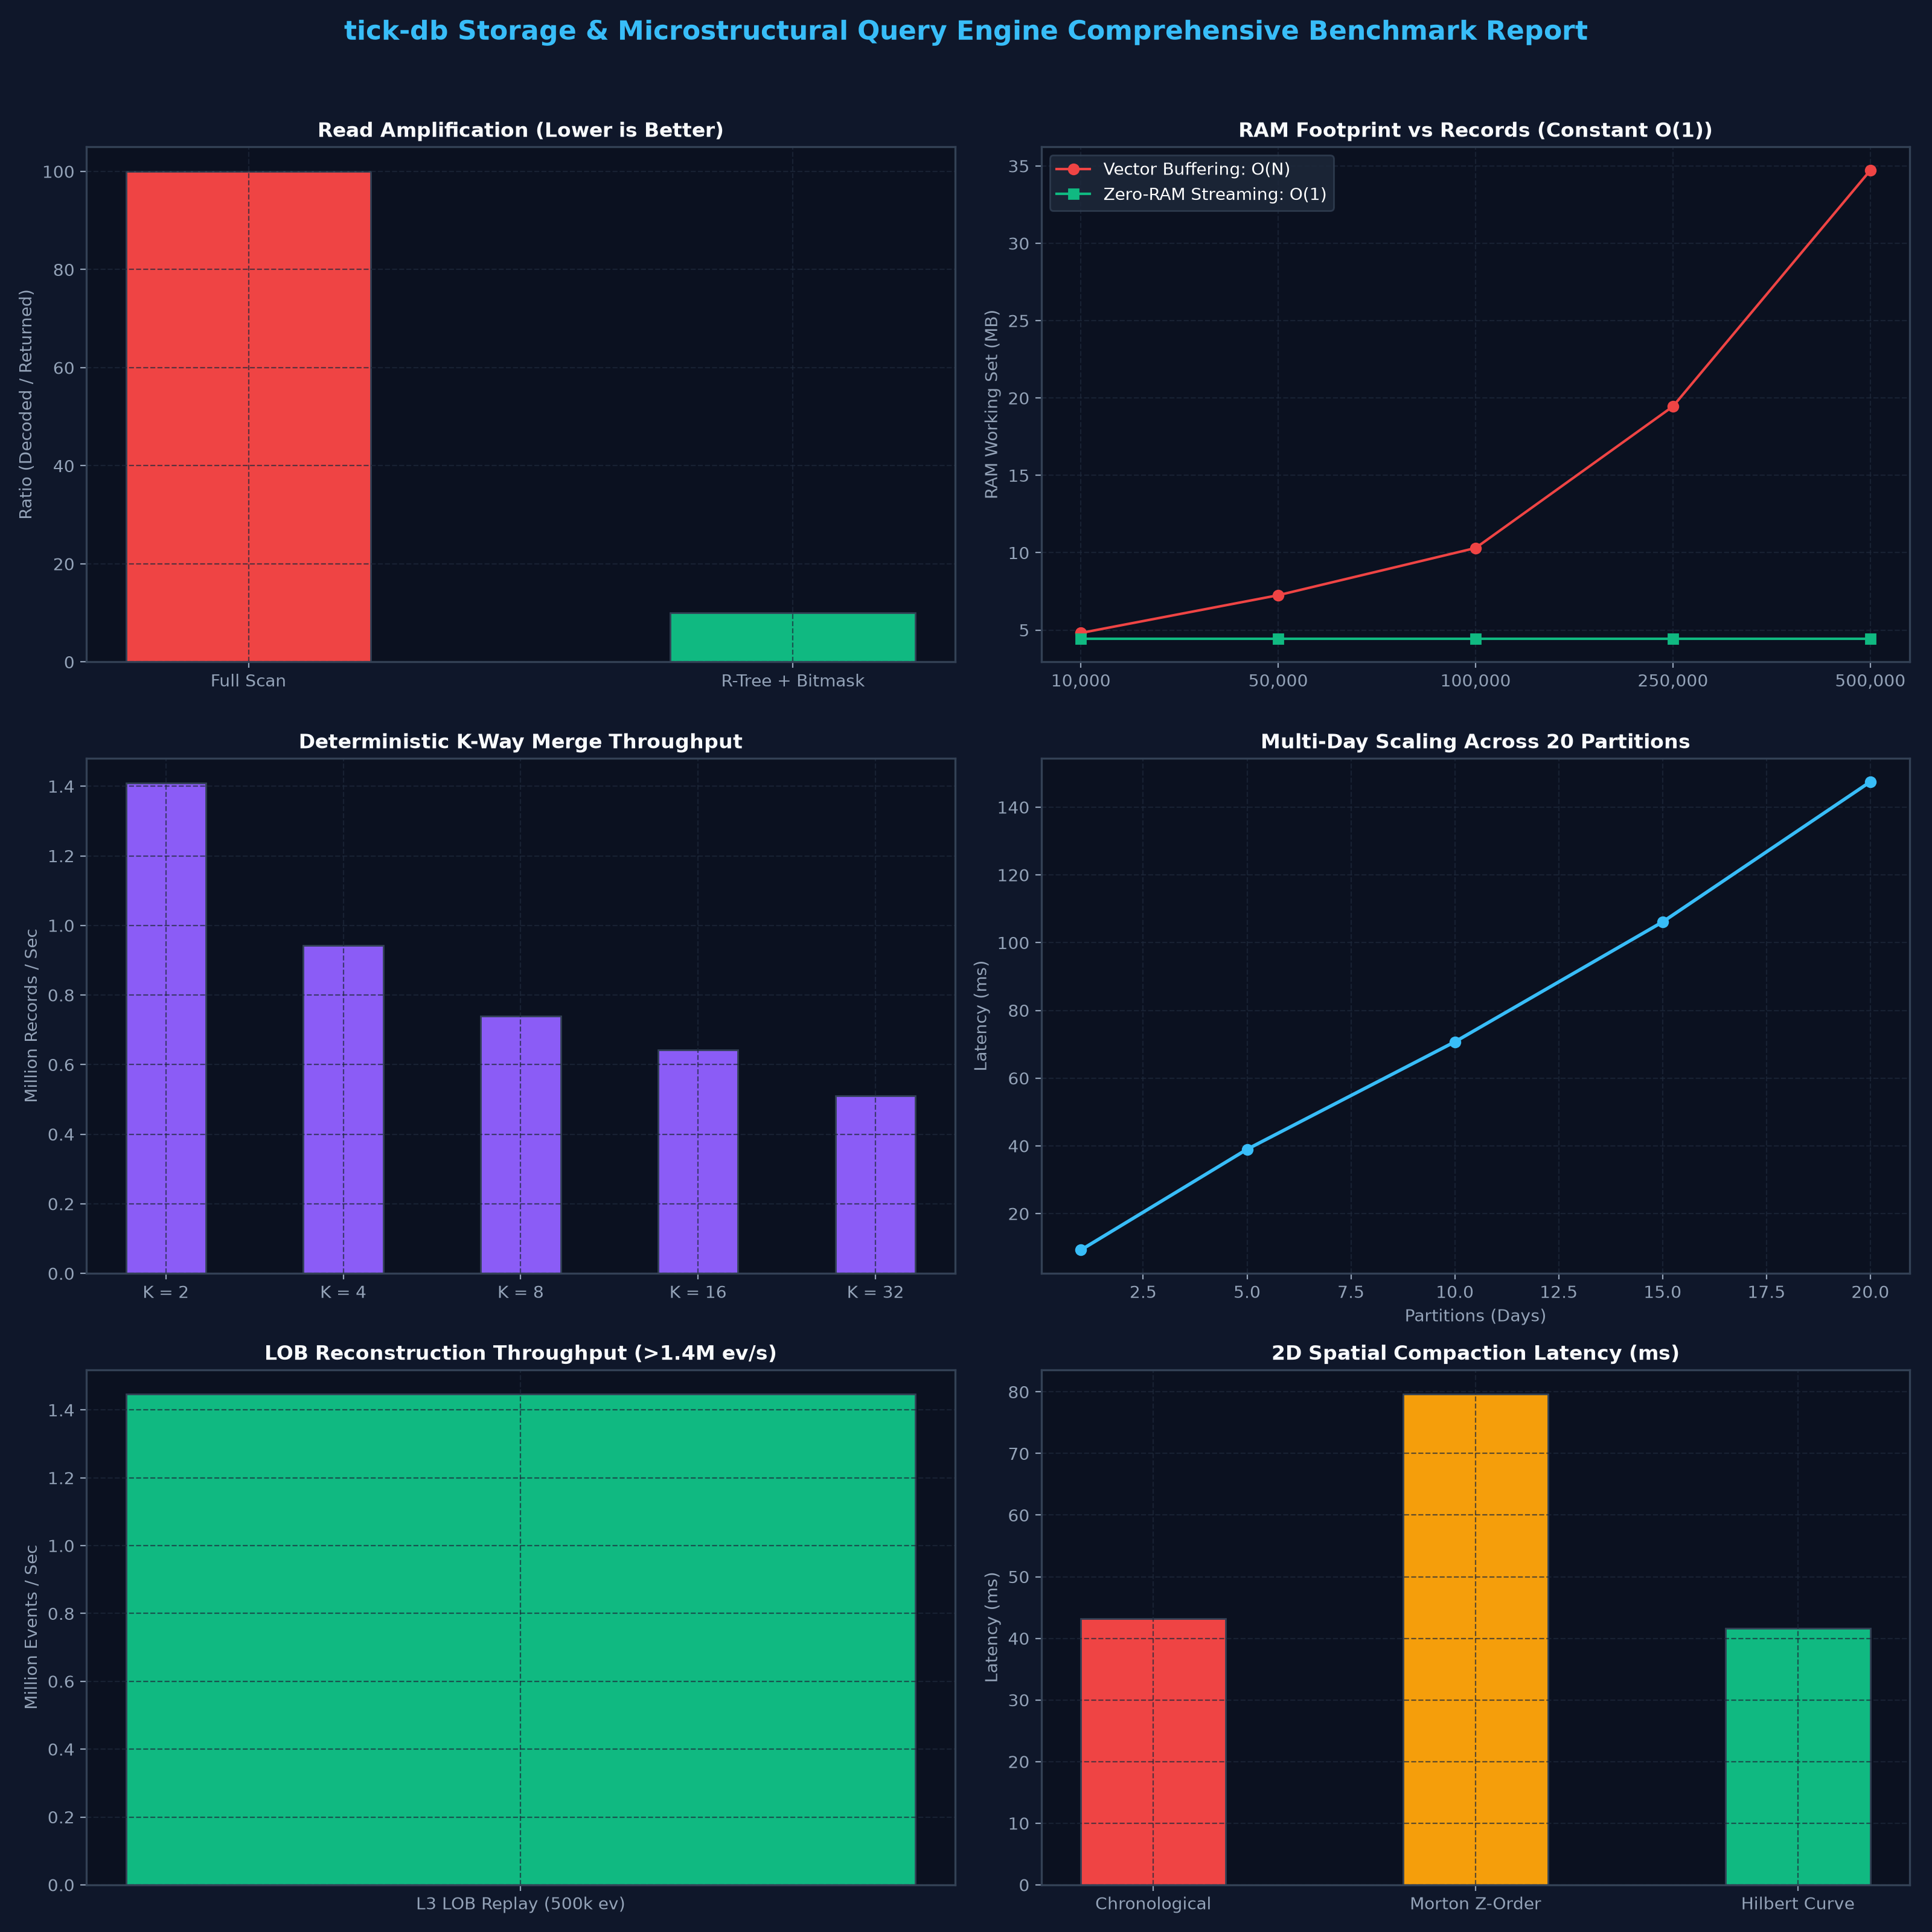 tick-db Storage & Microstructural Query Engine Comprehensive Benchmark Report
Read Amplification (Lower is Better)
Ratio (Decoded / Returned)
100
80
60
40
20
0
Full Scan
R-Tree + Bitmask
RAM Footprint vs Records (Constant O(1))
Vector Buffering: O(N)
Zero-RAM Streaming: O(1)
RAM Working Set (MB)
35
30
25
20
15
10
5
10,000
50,000
100,000
250,000
500,000
Deterministic K-Way Merge Throughput
Million Records / Sec
1.4
1.2
1.0
0.8
0.6
0.4
0.2
0.0
K = 2
K = 4
K = 8
K = 16
K = 32
Multi-Day Scaling Across 20 Partitions
Latency (ms)
140
120
100
80
60
40
20
2.5
5.0
7.5
10.0
12.5
15.0
17.5
20.0
Partitions (Days)
LOB Reconstruction Throughput (>1.4M ev/s)
Million Events / Sec
1.4
1.2
1.0
0.8
0.6
0.4
0.2
0.0
L3 LOB Replay (500k ev)
2D Spatial Compaction Latency (ms)
Latency (ms)
80
70
60
50
40
30
20
10
0
Chronological
Morton Z-Order
Hilbert Curve